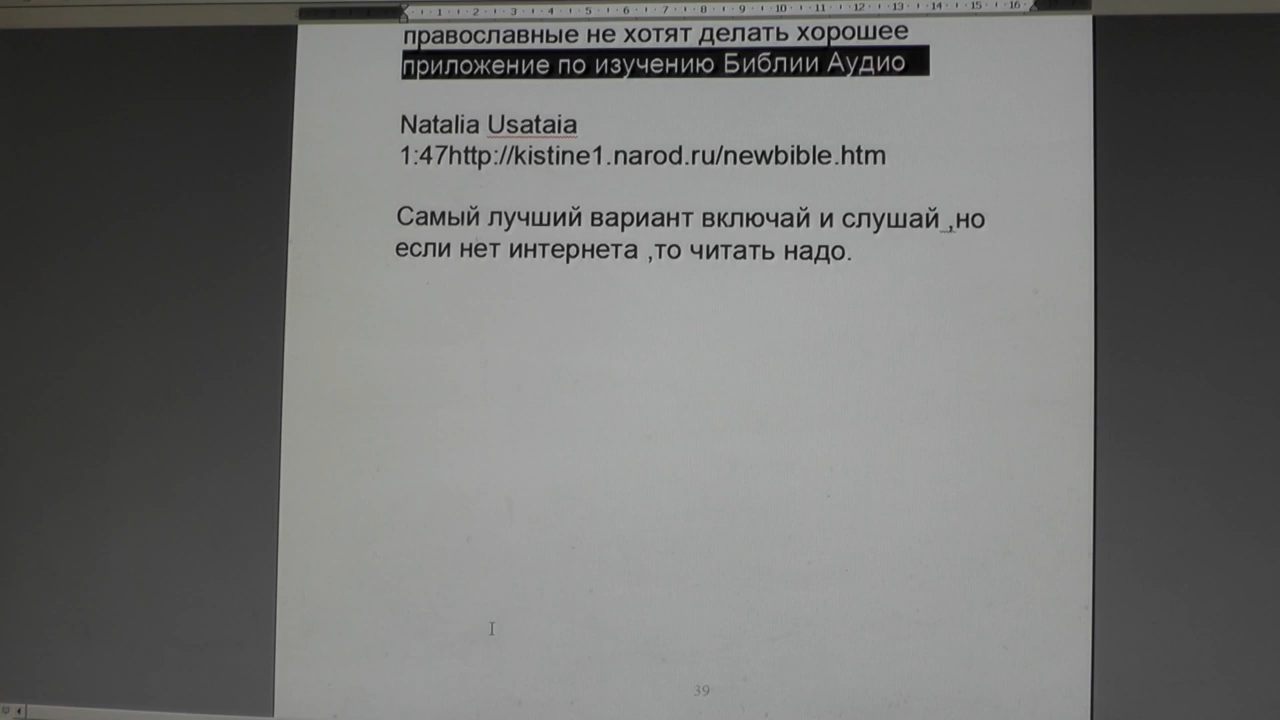 православные не хотят делать хорошее
приложение по изучению Библии Аудио
Natalia Usataia
1:47http://kistine1.narod.ru/newbible.htm
Самый лучший вариант включай и слушай ,но
если нет интернета ,то читать надо.
39